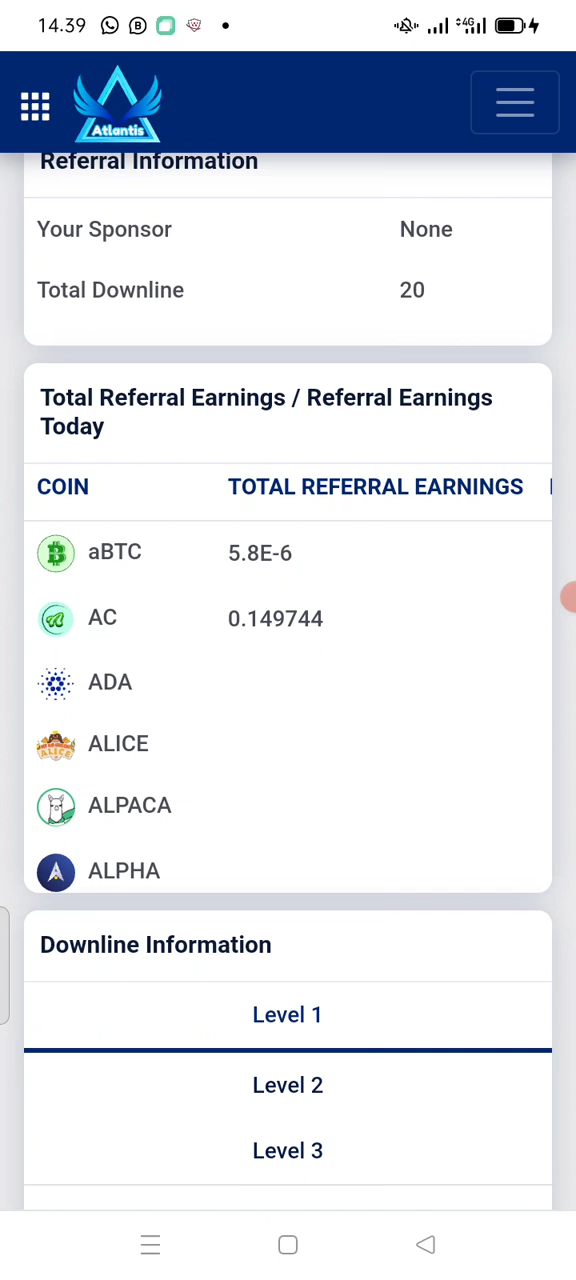 14.39
4G
Atlantis
Referral Information
Your Sponsor None
Total Downline 20
Total Referral Earnings / Referral Earnings
Today
COIN TOTAL REFERRAL EARNINGS
aBTC 5.8E-6
AC 0.149744
ADA
ALICE
ALPACA
ALPHA
Downline Information
Level 1
Level 2
Level 3